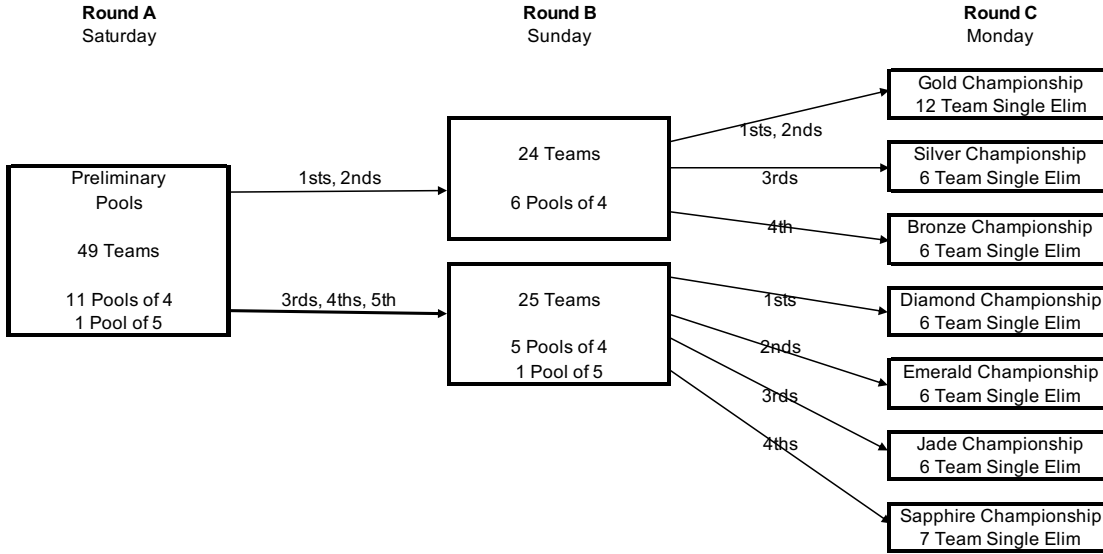 Round A
Saturday
Round B
Sunday
Round C
Monday
Preliminary
Pools
49 Teams
11 Pools of 4
1 Pool of 5
1sts, 2nds
3rds, 4ths, 5th
24 Teams
6 Pools of 4
25 Teams
5 Pools of 4
1 Pool of 5
1sts, 2nds
3rds
4th
1sts
2nds
3rds
4ths
Gold Championship
12 Team Single Elim
Silver Championship
6 Team Single Elim
Bronze Championship
6 Team Single Elim
Diamond Championship
6 Team Single Elim
Emerald Championship
6 Team Single Elim
Jade Championship
6 Team Single Elim
Sapphire Championship
7 Team Single Elim